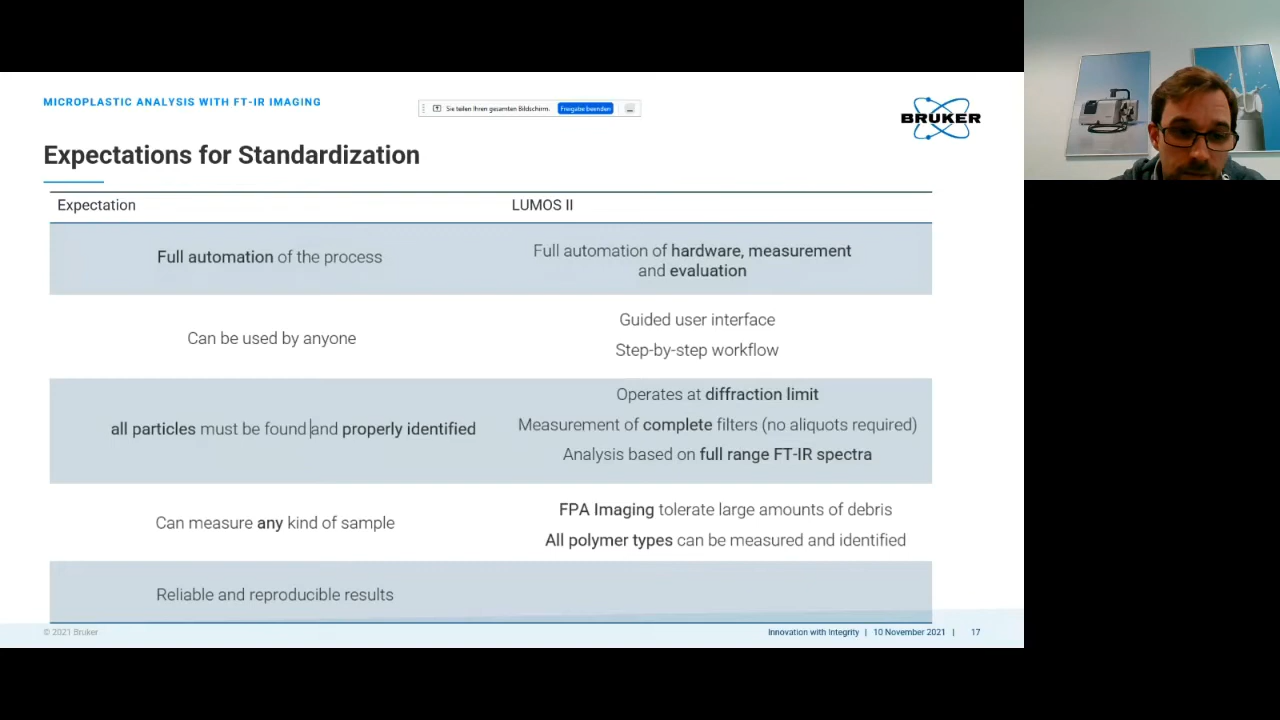 MICROPLASTIC ANALYSIS WITH FT-IR IMAGING
Sie teilen Ihren gesamten Bildschirm.
Freigabe beenden
BRUKER
Expectations for Standardization
Expectation
LUMOS II
Full automation of the process
Full automation of hardware, measurement
and evaluation
Can be used by anyone
Guided user interface
Step-by-step workflow
all particles must be found and properly identified
Operates at diffraction limit
Measurement of complete filters (no aliquots required)
Analysis based on full range FT-IR spectra
Can measure any kind of sample
FPA Imaging tolerate large amounts of debris
All polymer types can be measured and identified
Reliable and reproducible results
© 2021 Bruker
Innovation with Integrity | 10 November 2021 | 17